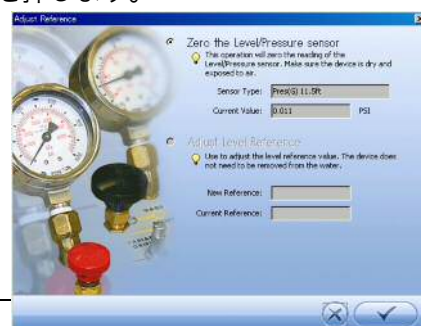 Adjust Reference
Zero the Level/Pressure sensor
This operation will zero the reading of the
Level/Pressure sensor. Make sure the device is dry and
exposed to air.
Sensor Type: Pres(G) 11.5ft
Current Value: 0.011 PSI
Adjust Level Reference
Use to adjust the level reference value. The device does
not need to be removed from the water.
New Reference:
Current Reference: